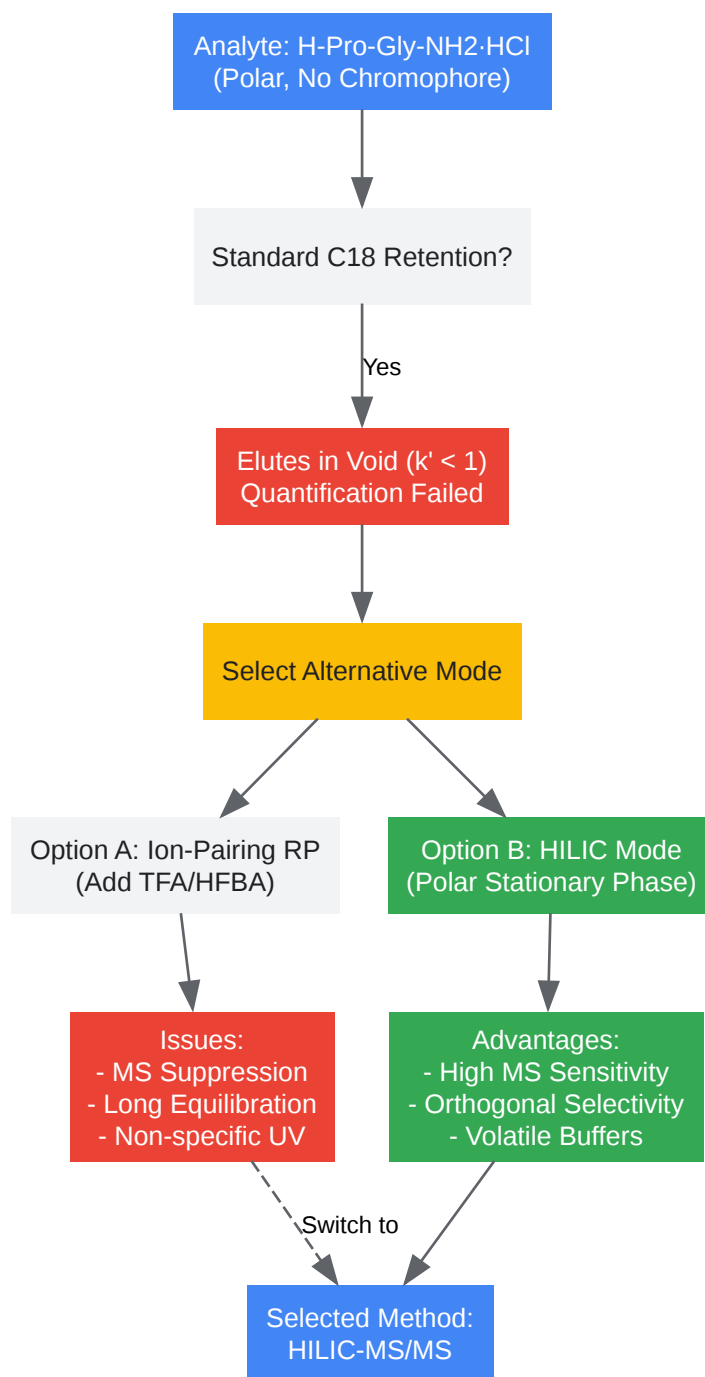 Analyte: H-Pro-Gly-NH2·HCl
(Polar, No Chromophore)
Standard C18 Retention?
Yes
Elutes in Void (k' < 1)
Quantification Failed
Select Alternative Mode
Option A: Ion-Pairing RP
(Add TFA/HFBA)
Option B: HILIC Mode
(Polar Stationary Phase)
Issues:
- MS Suppression
- Long Equilibration
- Non-specific UV
Advantages:
- High MS Sensitivity
- Orthogonal Selectivity
- Volatile Buffers
Switch to
Selected Method:
HILIC-MS/MS